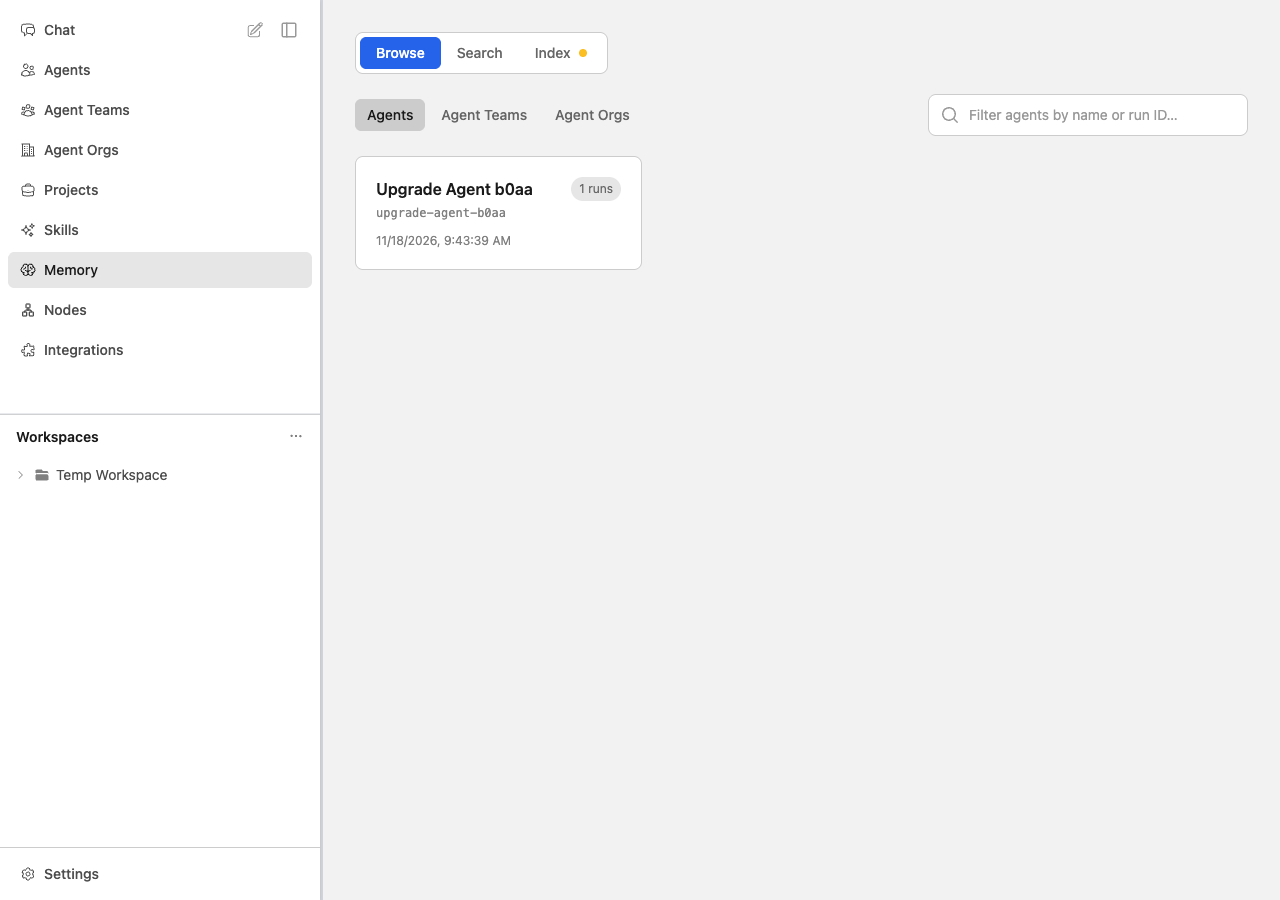 Chat
Agents
Agent Teams
Agent Orgs
Projects
Skills
Memory
Nodes
Integrations
Workspaces
Temp Workspace
Settings
Browse Search Index
Agents Agent Teams Agent Orgs
Filter agents by name or run ID...
Upgrade Agent b0aa 1 runs
upgrade-agent-b0aa
11/18/2026, 9:43:39 AM